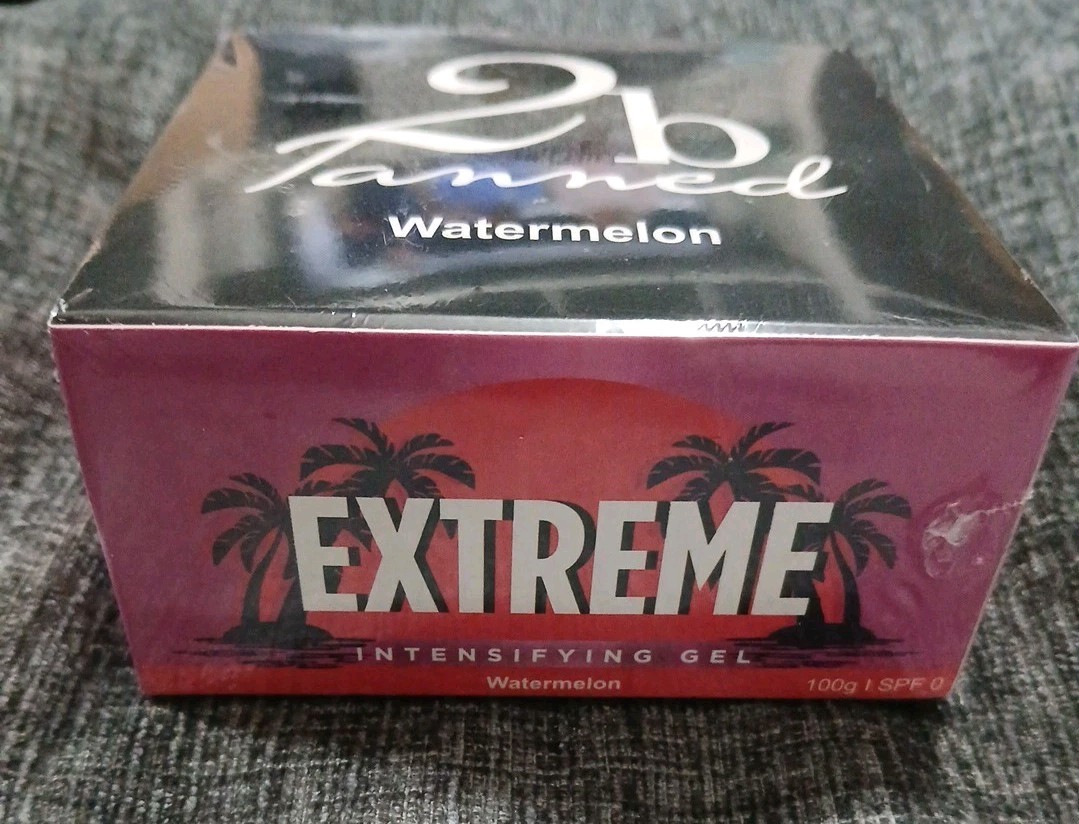 2b
Tanned
Watermelon
EXTREME
INTENSIFYING GEL
Watermelon
100g | SPF 0